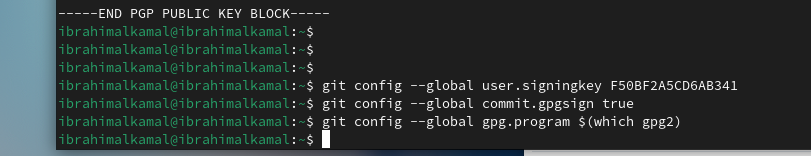 -----END PGP PUBLIC KEY BLOCK-----
ibrahimalkamal@ibrahimalkamal:~$
ibrahimalkamal@ibrahimalkamal:~$
ibrahimalkamal@ibrahimalkamal:~$
ibrahimalkamal@ibrahimalkamal:~$ git config --global user.signingkey F50BF2A5CD6AB341
ibrahimalkamal@ibrahimalkamal:~$ git config --global commit.gpgsign true
ibrahimalkamal@ibrahimalkamal:~$ git config --global gpg.program $(which gpg2)
ibrahimalkamal@ibrahimalkamal:~$